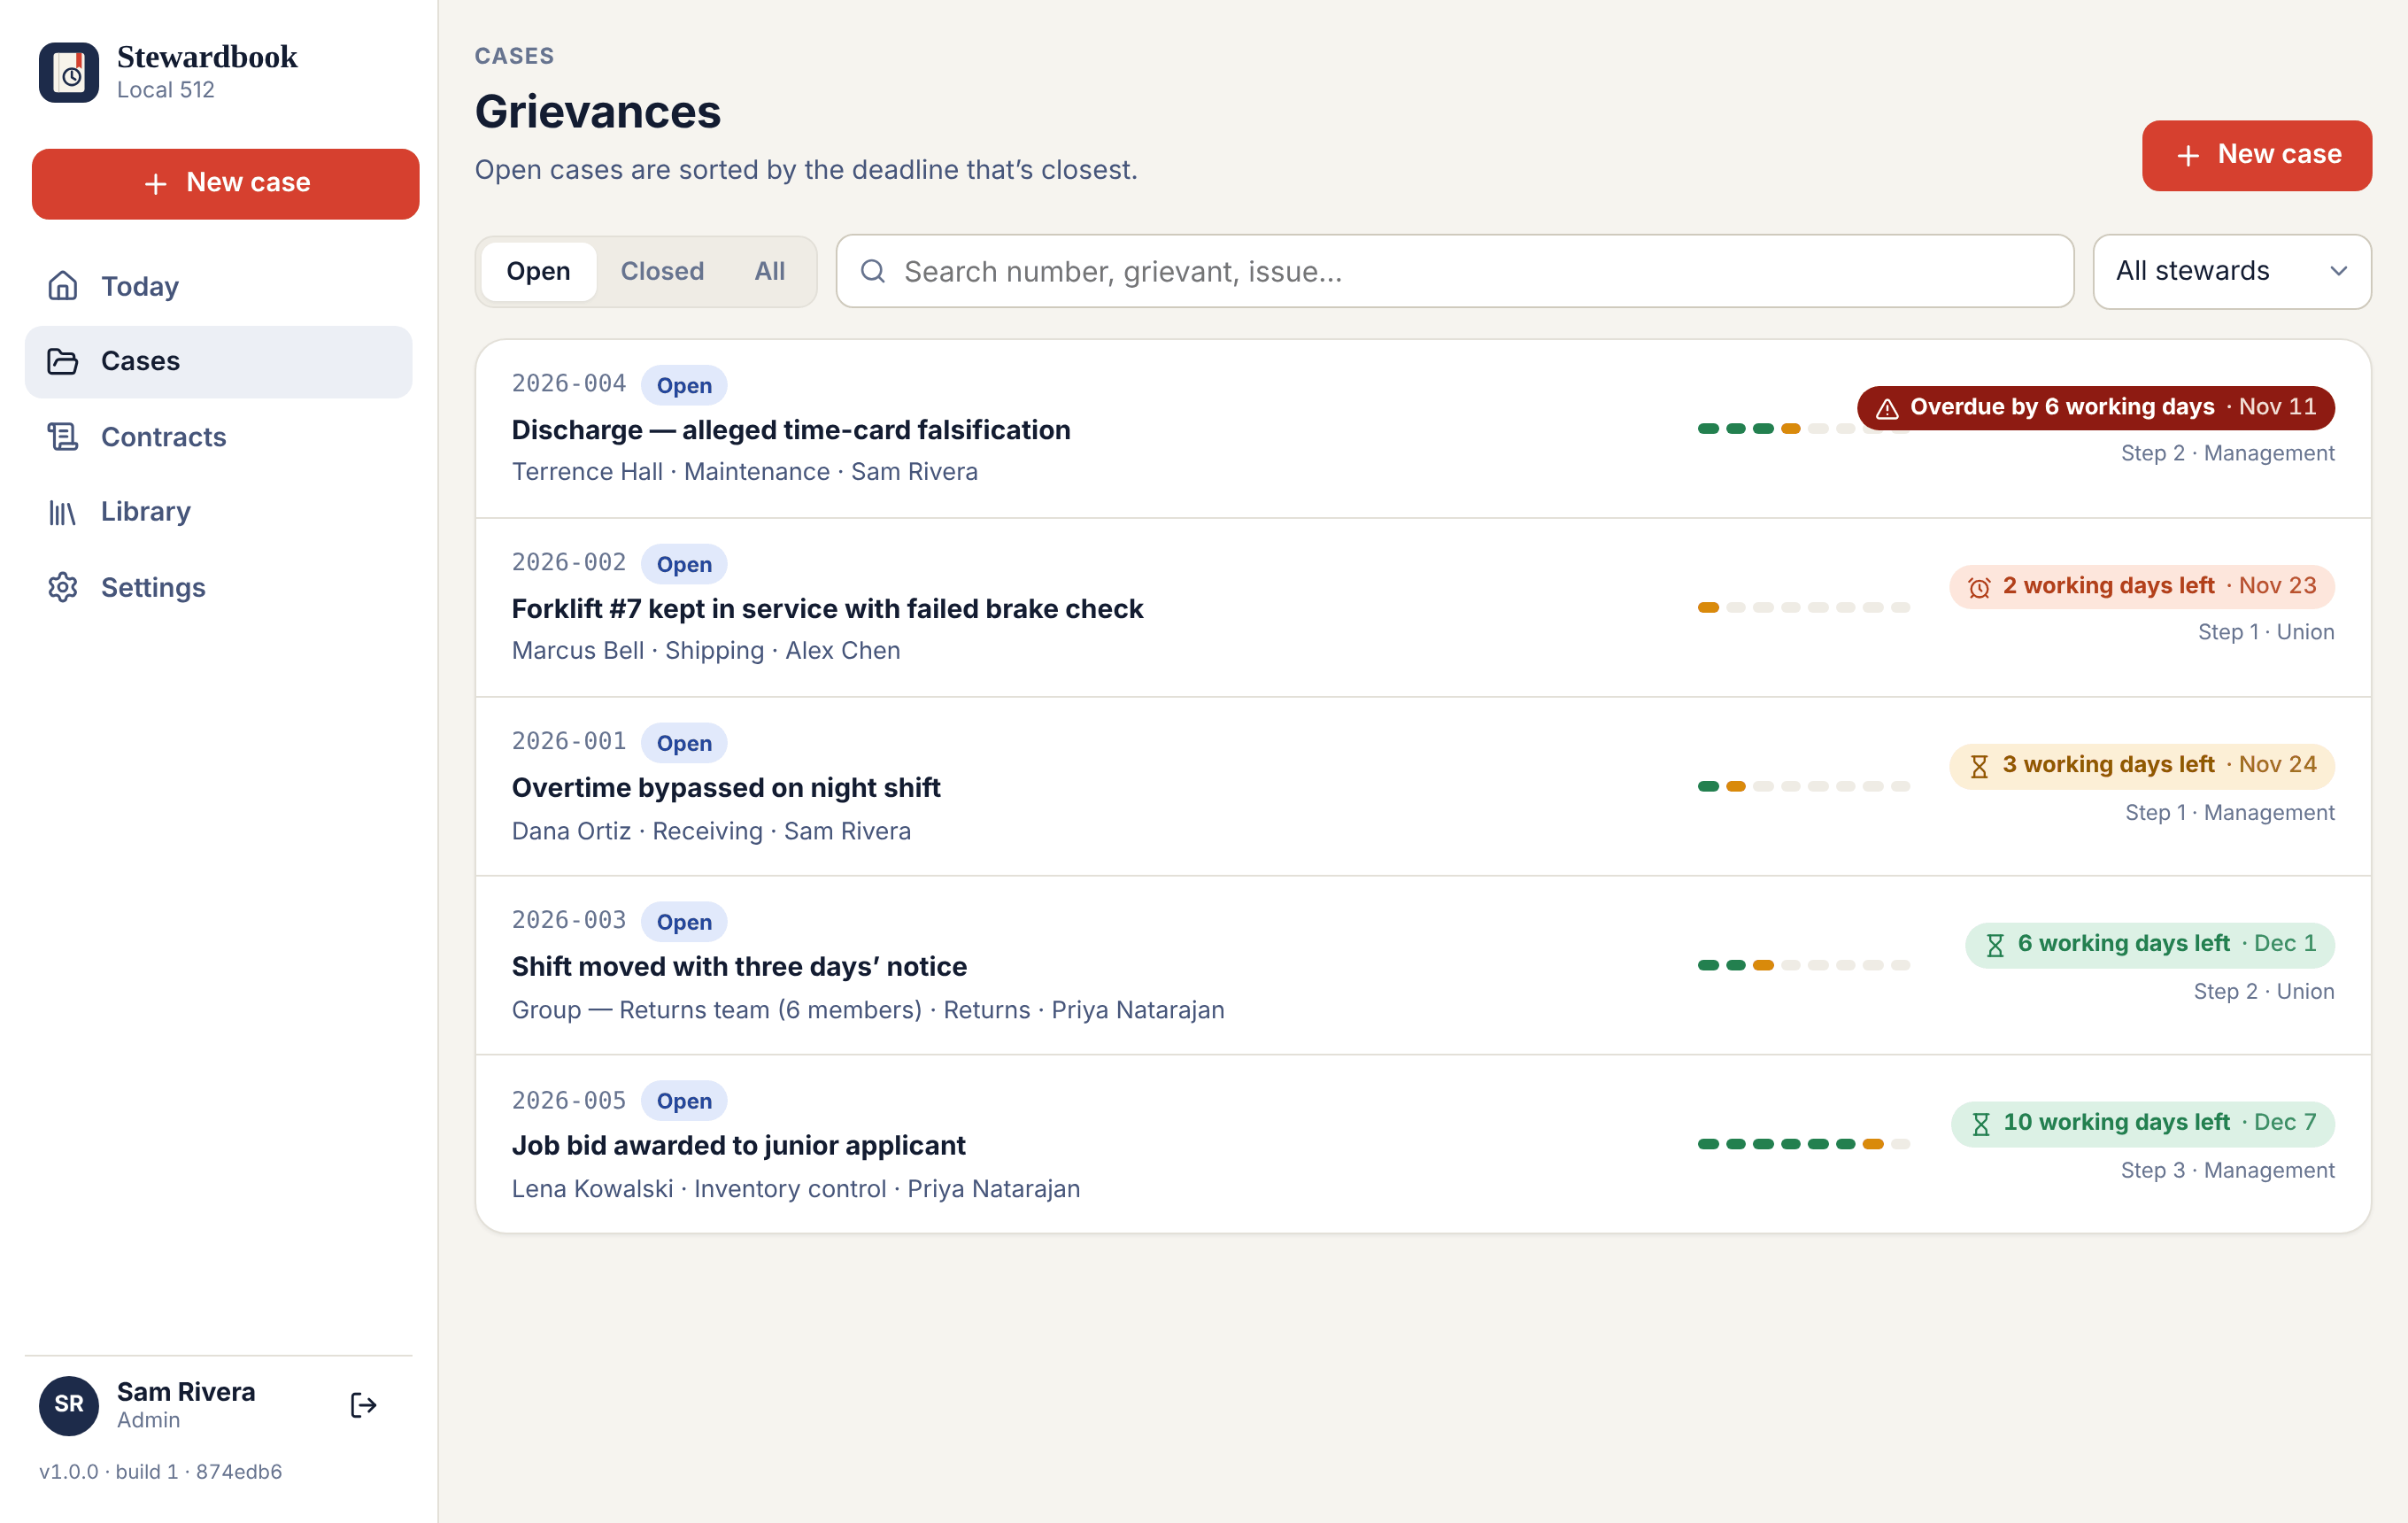 Stewardbook
Local 512
New case
Today
Cases
Contracts
Library
Settings
SR
Sam Rivera
Admin
v1.0.0 · build 1 · 874edb6
CASES
Grievances
Open cases are sorted by the deadline that’s closest.
New case
Open
Closed
All
Search number, grievant, issue...
All stewards
2026-004 Open
Discharge — alleged time-card falsification
Terrence Hall · Maintenance · Sam Rivera
Overdue by 6 working days · Nov 11
Step 2 · Management
2026-002 Open
Forklift #7 kept in service with failed brake check
Marcus Bell · Shipping · Alex Chen
2 working days left · Nov 23
Step 1 · Union
2026-001 Open
Overtime bypassed on night shift
Dana Ortiz · Receiving · Sam Rivera
3 working days left · Nov 24
Step 1 · Management
2026-003 Open
Shift moved with three days’ notice
Group — Returns team (6 members) · Returns · Priya Natarajan
6 working days left · Dec 1
Step 2 · Union
2026-005 Open
Job bid awarded to junior applicant
Lena Kowalski · Inventory control · Priya Natarajan
10 working days left · Dec 7
Step 3 · Management